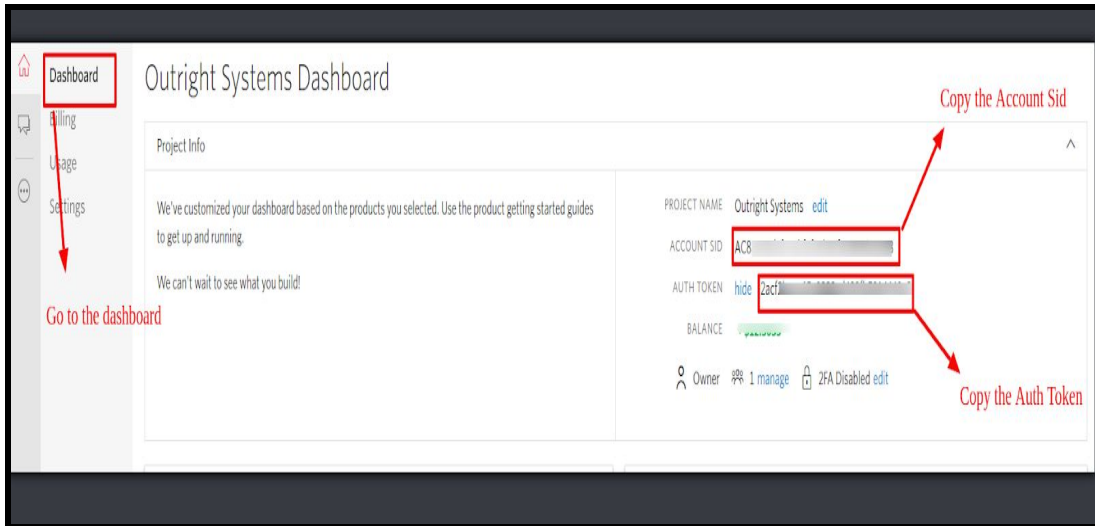 Dashboard
Outright Systems Dashboard
Copy the Account Sid
Billing
Project Info
Usage
Settings
We've customized your dashboard based on the products you selected. Use the product getting started guides
to get up and running.
We can't wait to see what you build!
PROJECT NAME Outright Systems edit
ACCOUNT SID AC8
AUTH TOKEN hide 2acf
BALANCE
Owner 1 manage 2FA Disabled edit
Go to the dashboard
Copy the Auth Token